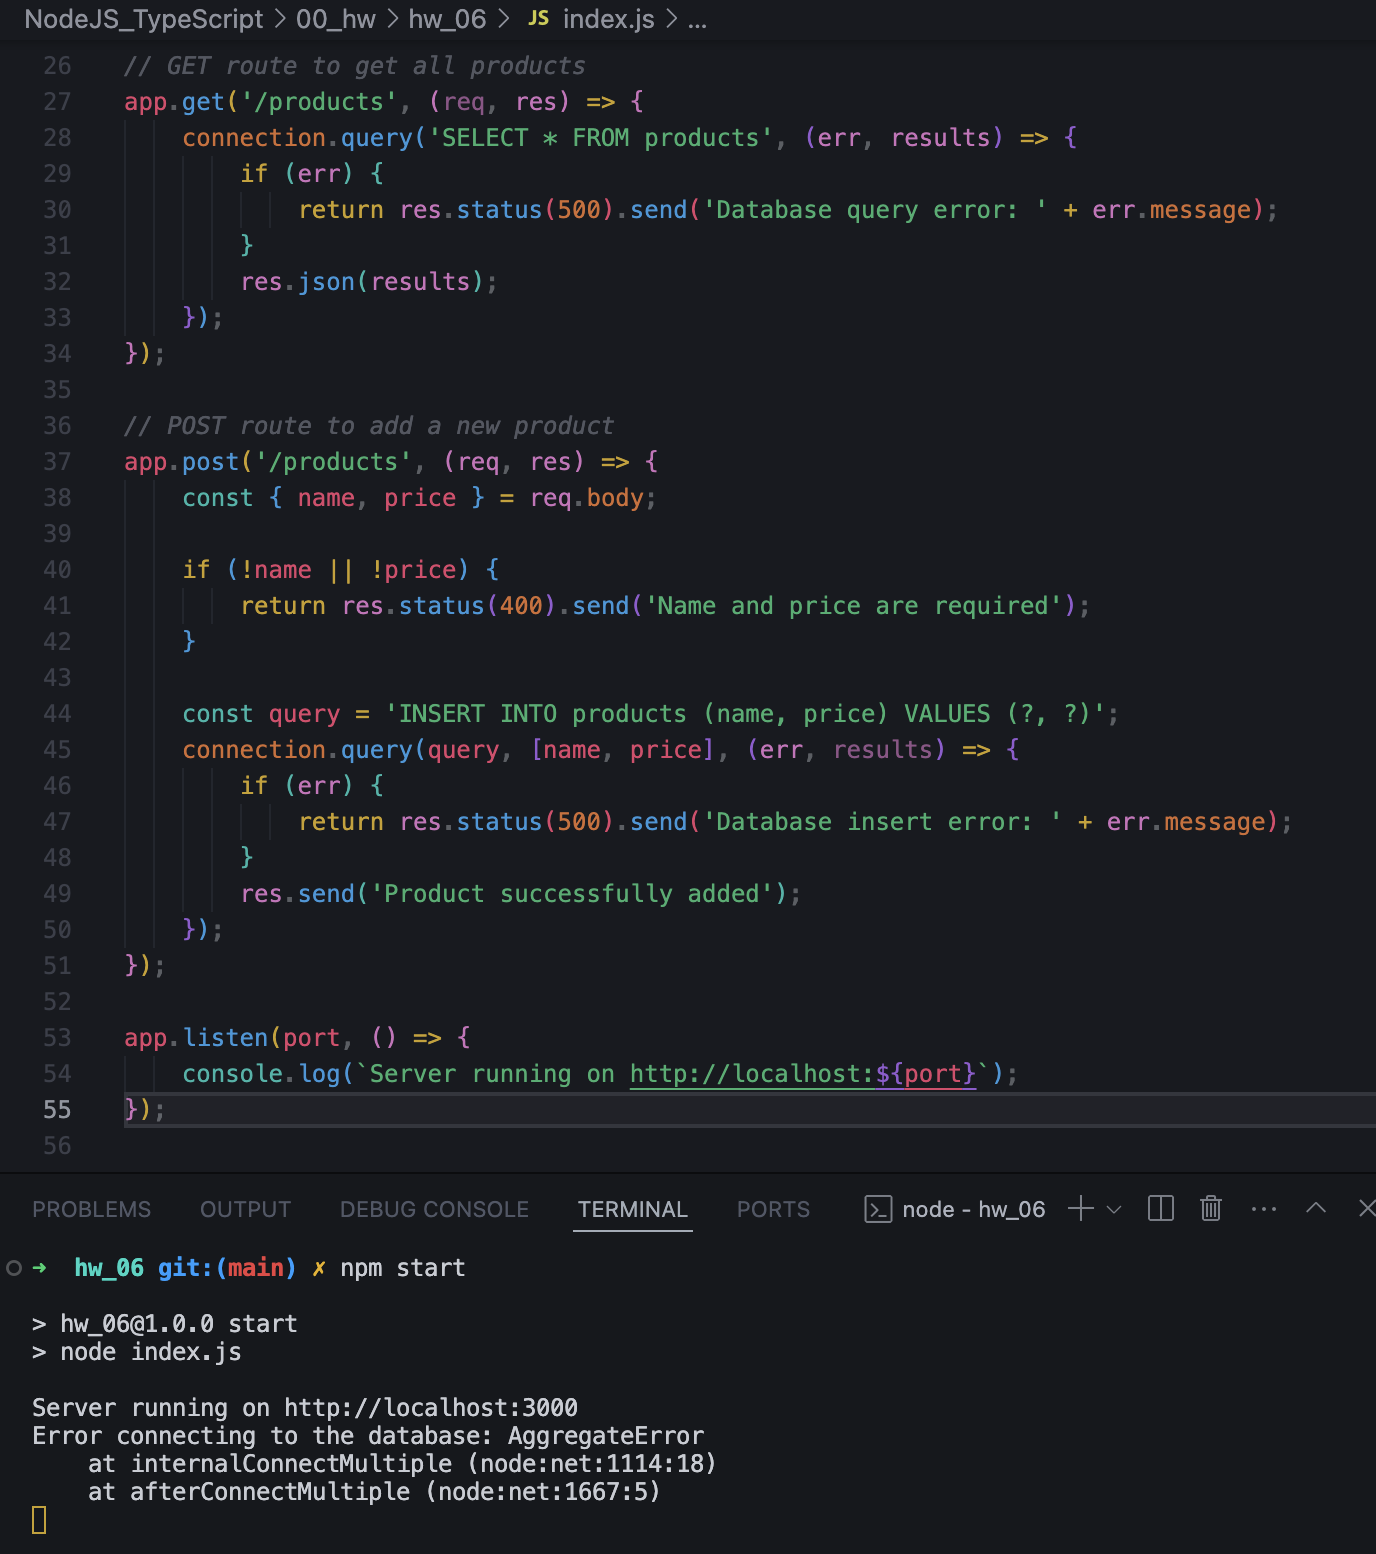 NodeJS_TypeScript > 00_hw > hw_06 > JS index.js > ...
26 // GET route to get all products
27 app.get('/products', (req, res) => {
28     connection.query('SELECT * FROM products', (err, results) => {
29         if (err) {
30             return res.status(500).send('Database query error: ' + err.message);
31         }
32         res.json(results);
33     });
34 });
35
36 // POST route to add a new product
37 app.post('/products', (req, res) => {
38     const { name, price } = req.body;
39
40     if (!name || !price) {
41         return res.status(400).send('Name and price are required');
42     }
43
44     const query = 'INSERT INTO products (name, price) VALUES (?, ?)';
45     connection.query(query, [name, price], (err, results) => {
46         if (err) {
47             return res.status(500).send('Database insert error: ' + err.message);
48         }
49         res.send('Product successfully added');
50     });
51 });
52
53 app.listen(port, () => {
54     console.log(`Server running on http://localhost:${port}`);
55 });
56
PROBLEMS OUTPUT DEBUG CONSOLE TERMINAL PORTS node - hw_06
➜ hw_06 git:(main) ✗ npm start
> hw_06@1.0.0 start
> node index.js
Server running on http://localhost:3000
Error connecting to the database: AggregateError
    at internalConnectMultiple (node:net:1114:18)
    at afterConnectMultiple (node:net:1667:5)